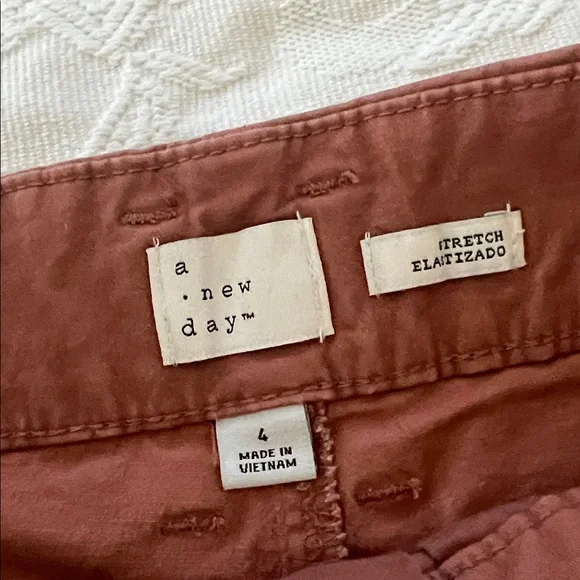 a
· new
day™
STRETCH
ELASTIZADO
4
MADE IN
VIETNAM